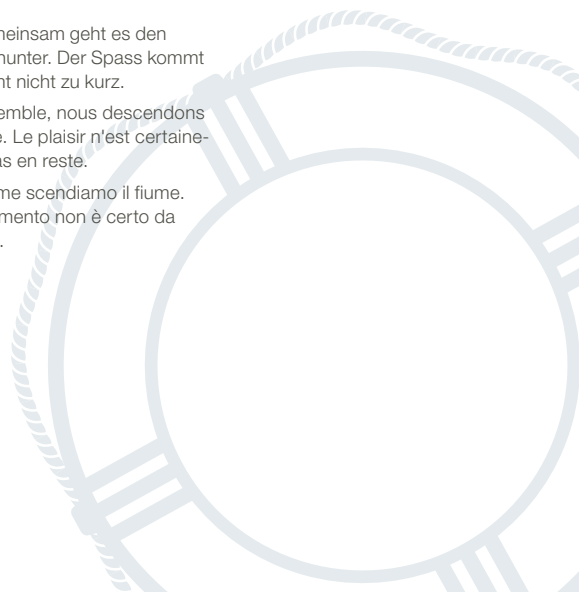 neinsam geht es den
hunter. Der Spass kommt
nt nicht zu kurz.
emble, nous descendons
e. Le plaisir n'est certaine-
as en reste.
me scendiamo il fiume.
mento non è certo da
.